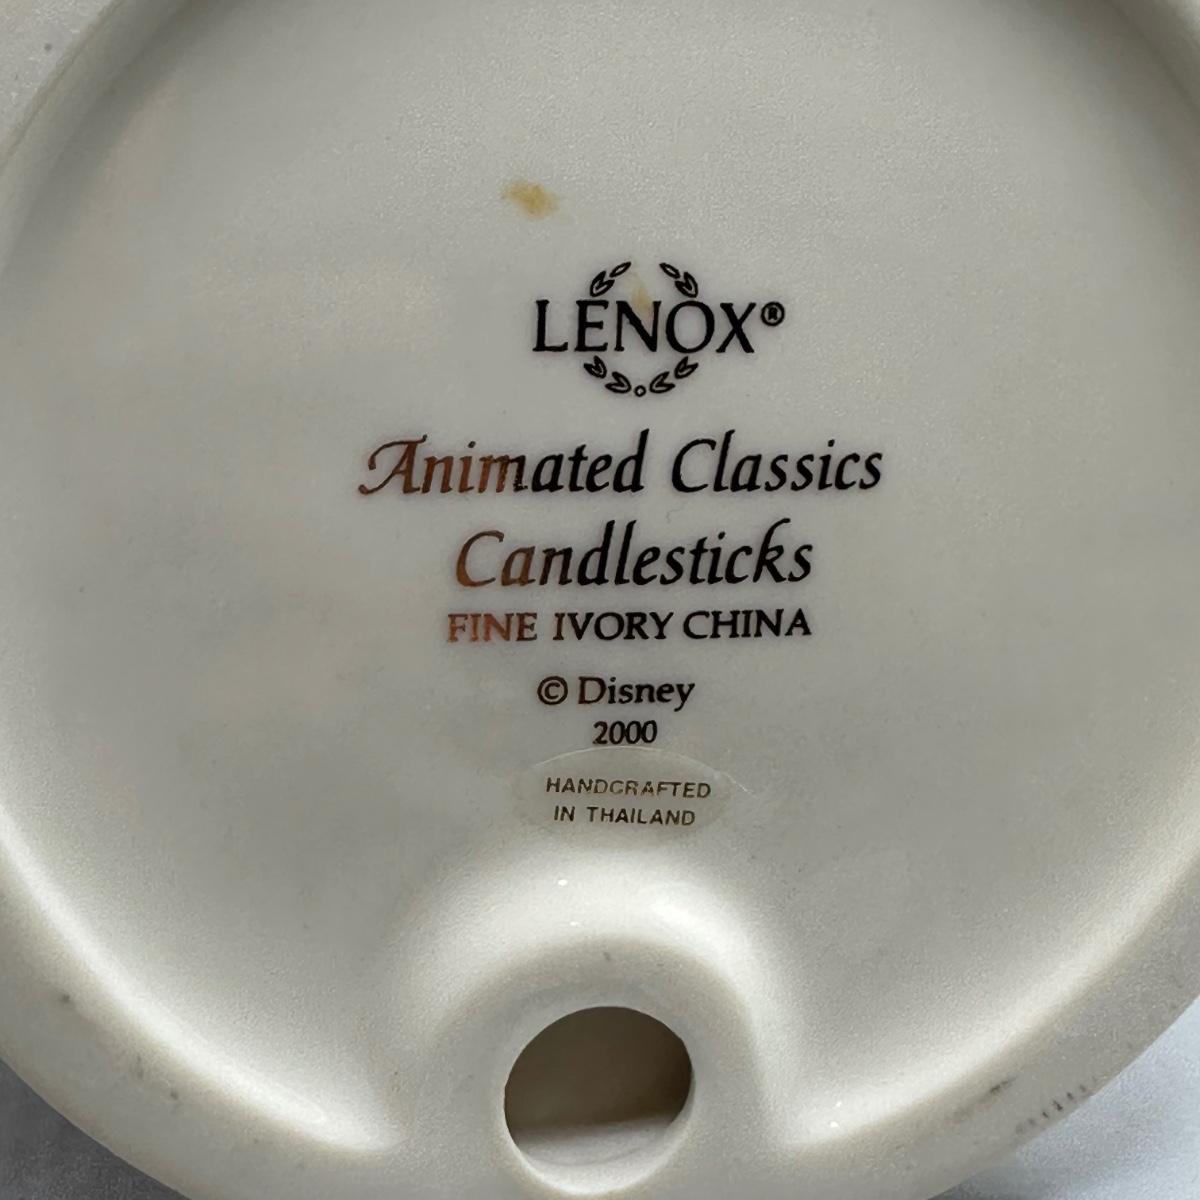 LENOX®
Animated Classics
Candlesticks
FINE IVORY CHINA
© Disney
2000
HANDCRAFTED
IN THAILAND